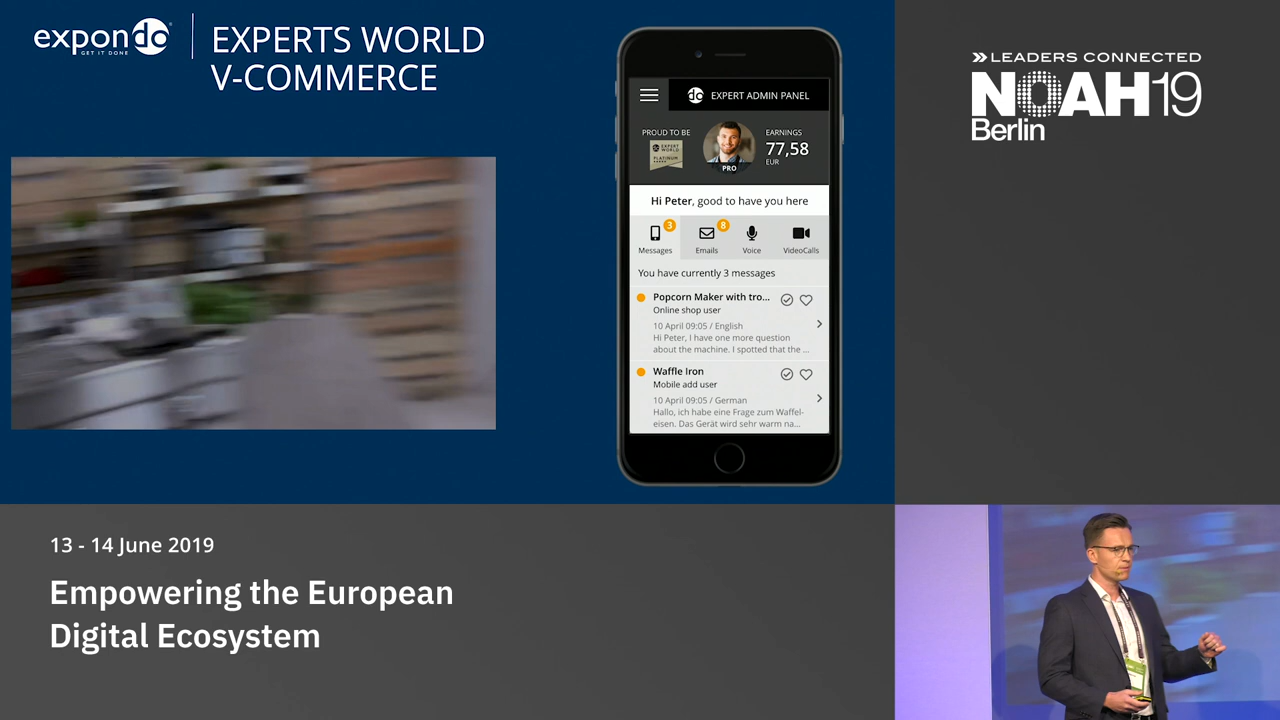 expondo
GET IT DONE
EXPERTS WORLD
V-COMMERCE
do EXPERT ADMIN PANEL
PROUD TO BE
EXPERT
WORLD
PLATINUM
PRO
EARNINGS
77,58
EUR
Hi Peter, good to have you here
3
8
Messages
Emails
Voice
VideoCalls
You have currently 3 messages
Popcorn Maker with tro...
Online shop user
10 April 09:05 / English
Hi Peter, I have one more question
about the machine. I spotted that the ...
Waffle Iron
Mobile add user
10 April 09:05 / German
Hallo, ich habe eine Frage zum Waffel-
eisen. Das Gerät wird sehr warm na...
LEADERS CONNECTED
NOAH19
Berlin
13 - 14 June 2019
Empowering the European
Digital Ecosystem